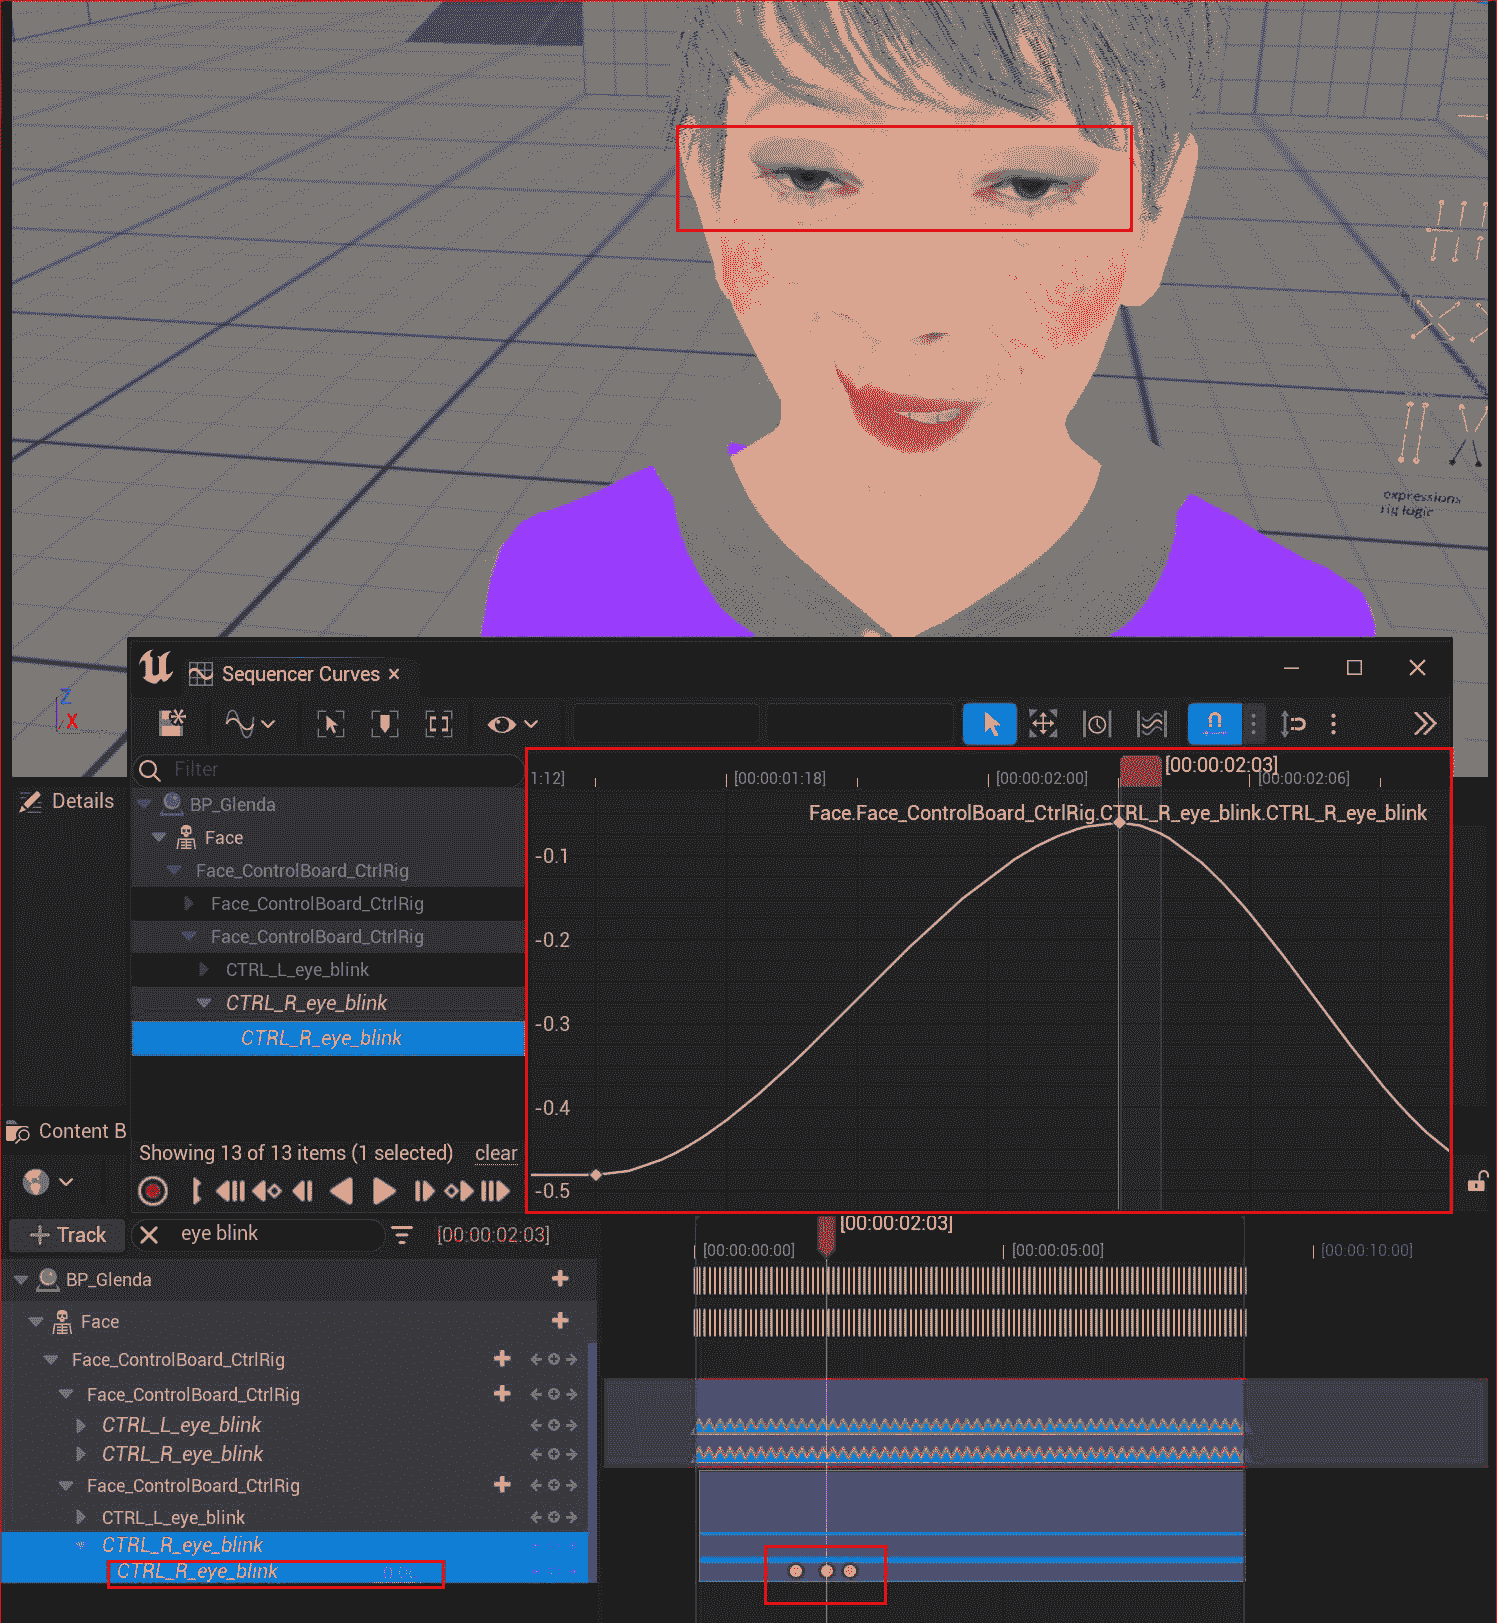 expressions
rig logic
Z
X
Sequencer Curves
Details
Filter
BP_Glenda
Face
Face_ControlBoard_CtrlRig
Face_ControlBoard_CtrlRig
Face_ControlBoard_CtrlRig
CTRL_L_eye_blink
CTRL_R_eye_blink
CTRL_R_eye_blink
Showing 13 of 13 items (1 selected) clear
1:12] [00:00:01:18] [00:00:02:00] [00:00:02:03] [00:00:02:06]
Face.Face_ControlBoard_CtrlRig.CTRL_R_eye_blink.CTRL_R_eye_blink
-0.1
-0.2
-0.3
-0.4
-0.5
Content B
Track
eye blink
[00:00:02:03]
[00:00:02:03]
[00:00:00:00] [00:00:05:00] [00:00:10:00]
BP_Glenda
Face
Face_ControlBoard_CtrlRig
Face_ControlBoard_CtrlRig
CTRL_L_eye_blink
CTRL_R_eye_blink
Face_ControlBoard_CtrlRig
CTRL_L_eye_blink
CTRL_R_eye_blink
CTRL_R_eye_blink